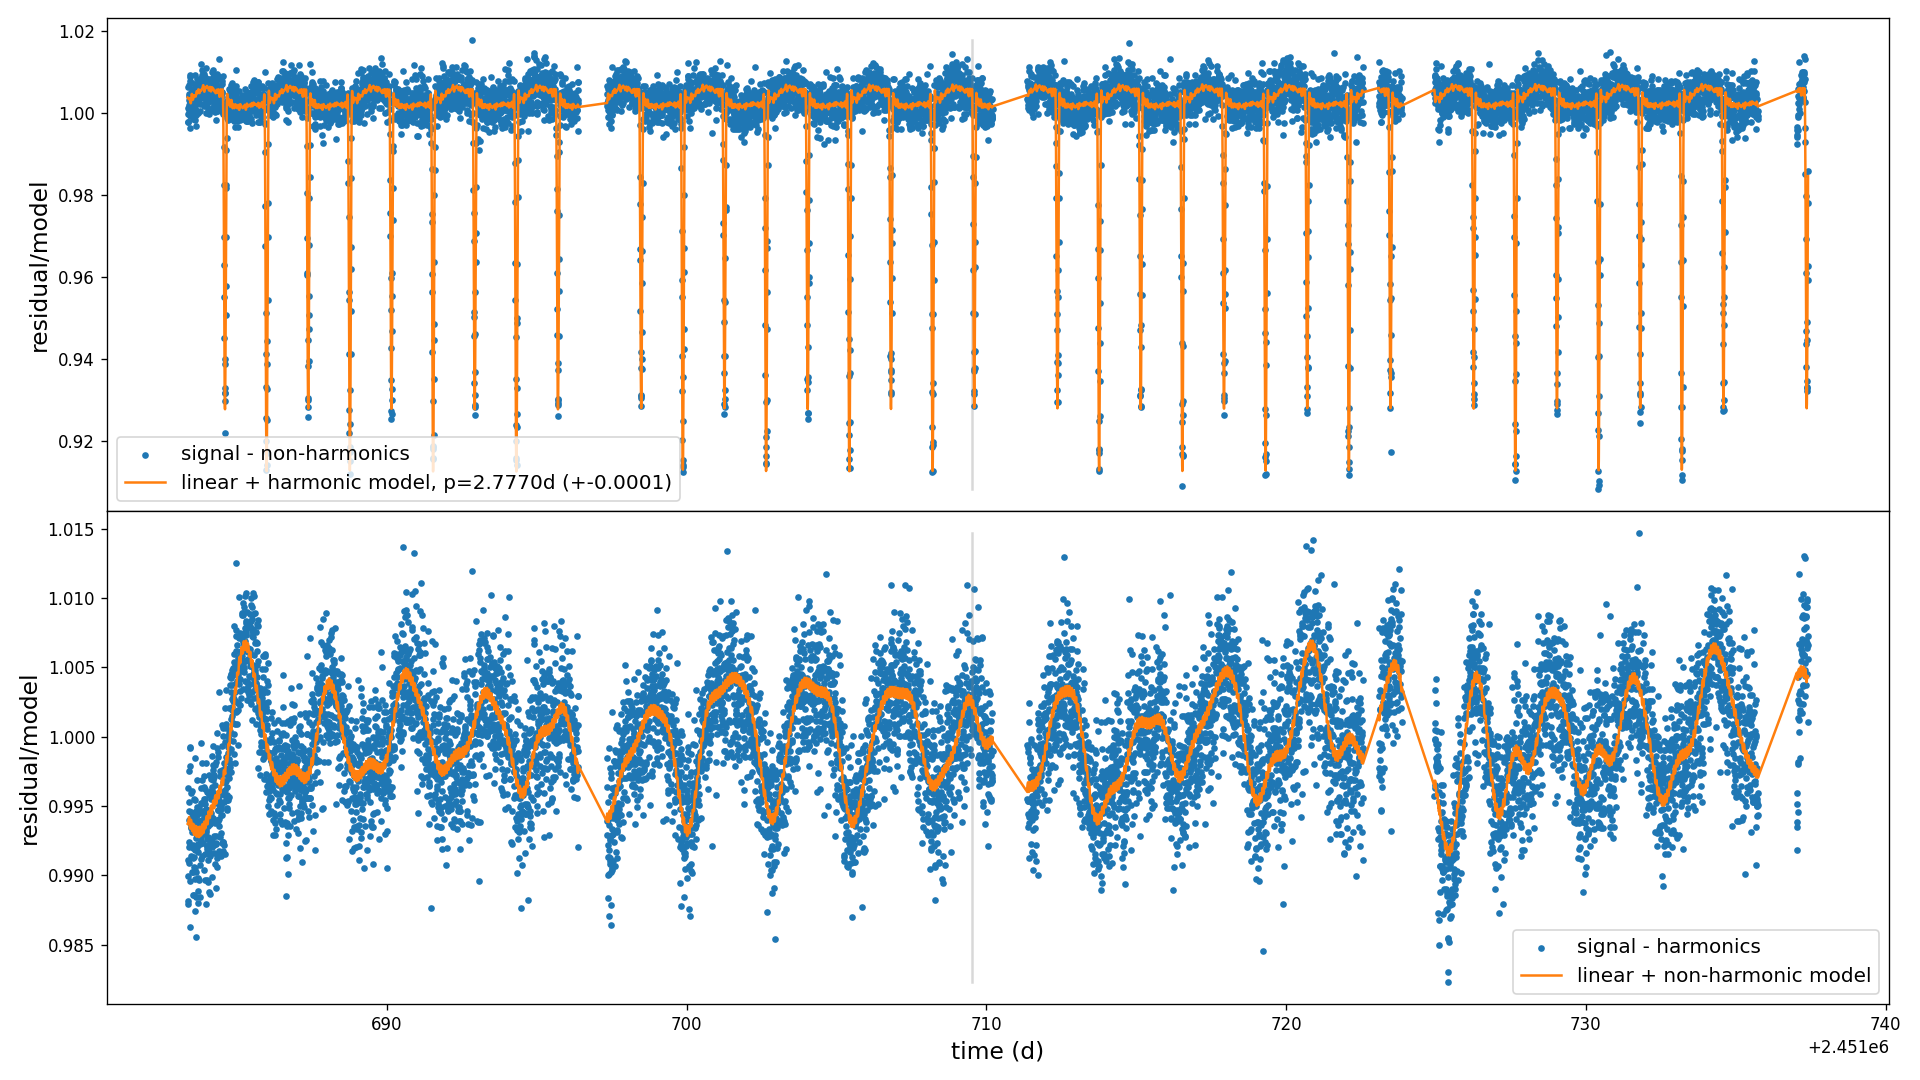 1.02
1.00
0.98
0.96
0.94
0.92
residual/model
signal - non-harmonics
linear + harmonic model, p=2.7770d (+-0.0001)
1.015
1.010
1.005
1.000
0.995
0.990
0.985
residual/model
signal - harmonics
linear + non-harmonic model
690
700
710
720
730
740
time (d)
+2.451e6